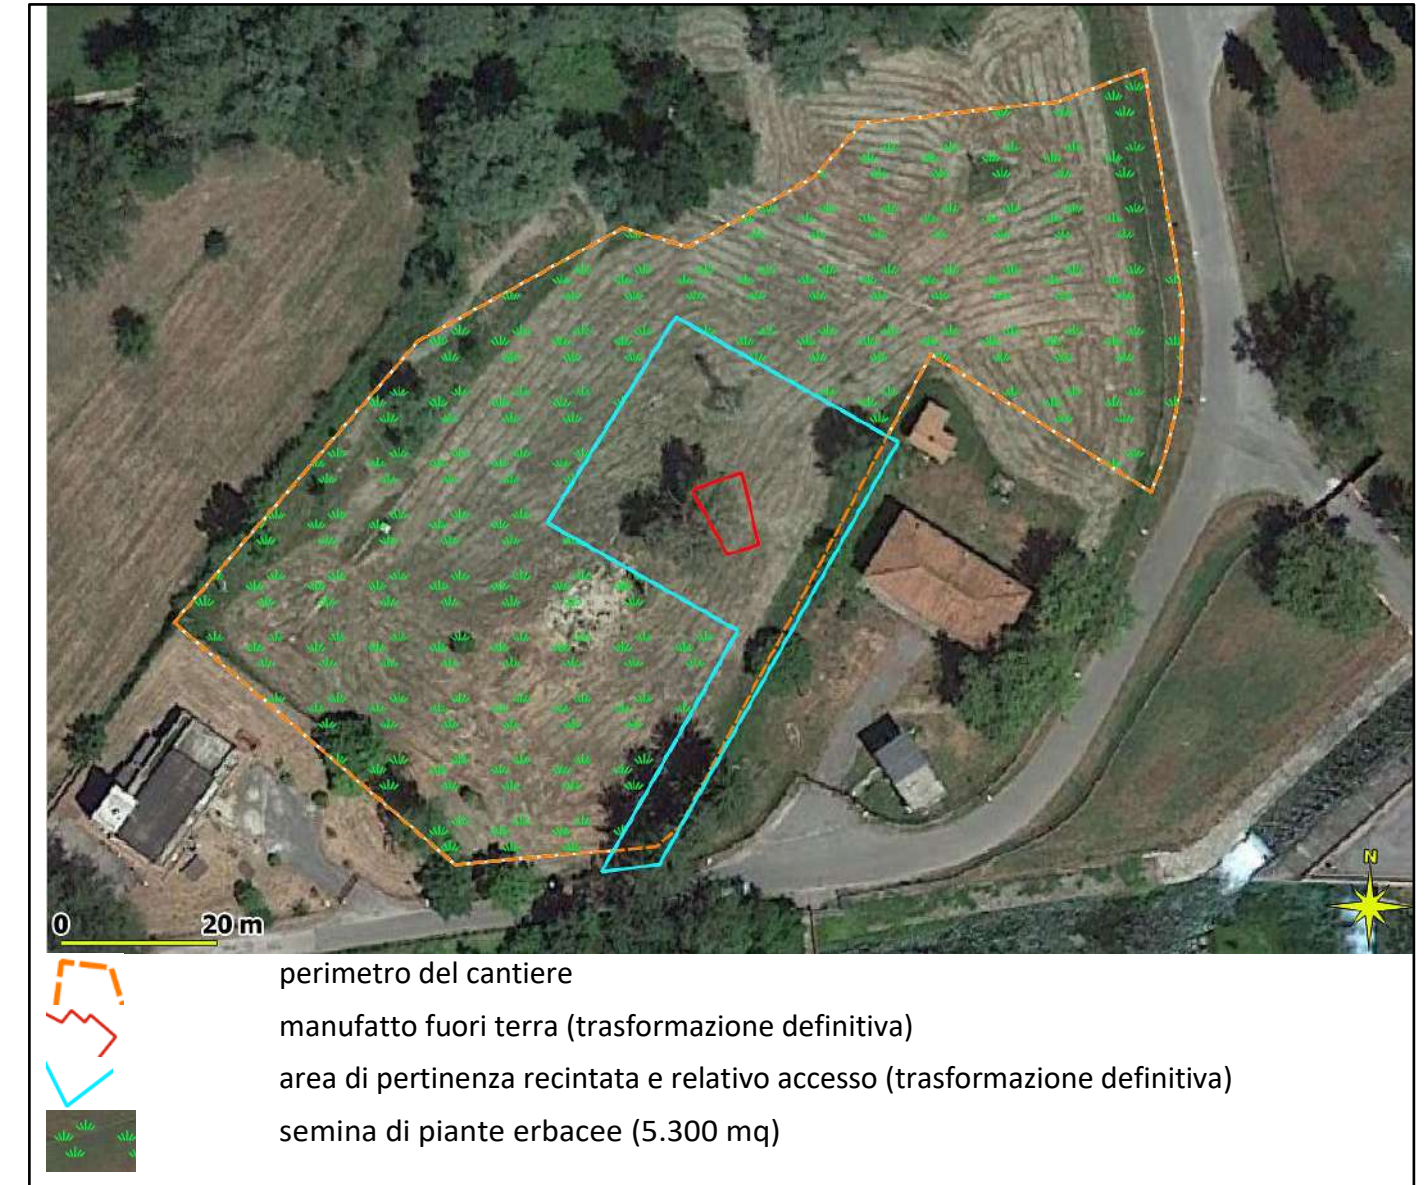 N
0 20 m
perimetro del cantiere
manufatto fuori terra (trasformazione definitiva)
area di pertinenza recintata e relativo accesso (trasformazione definitiva)
semina di piante erbacee (5.300 mq)